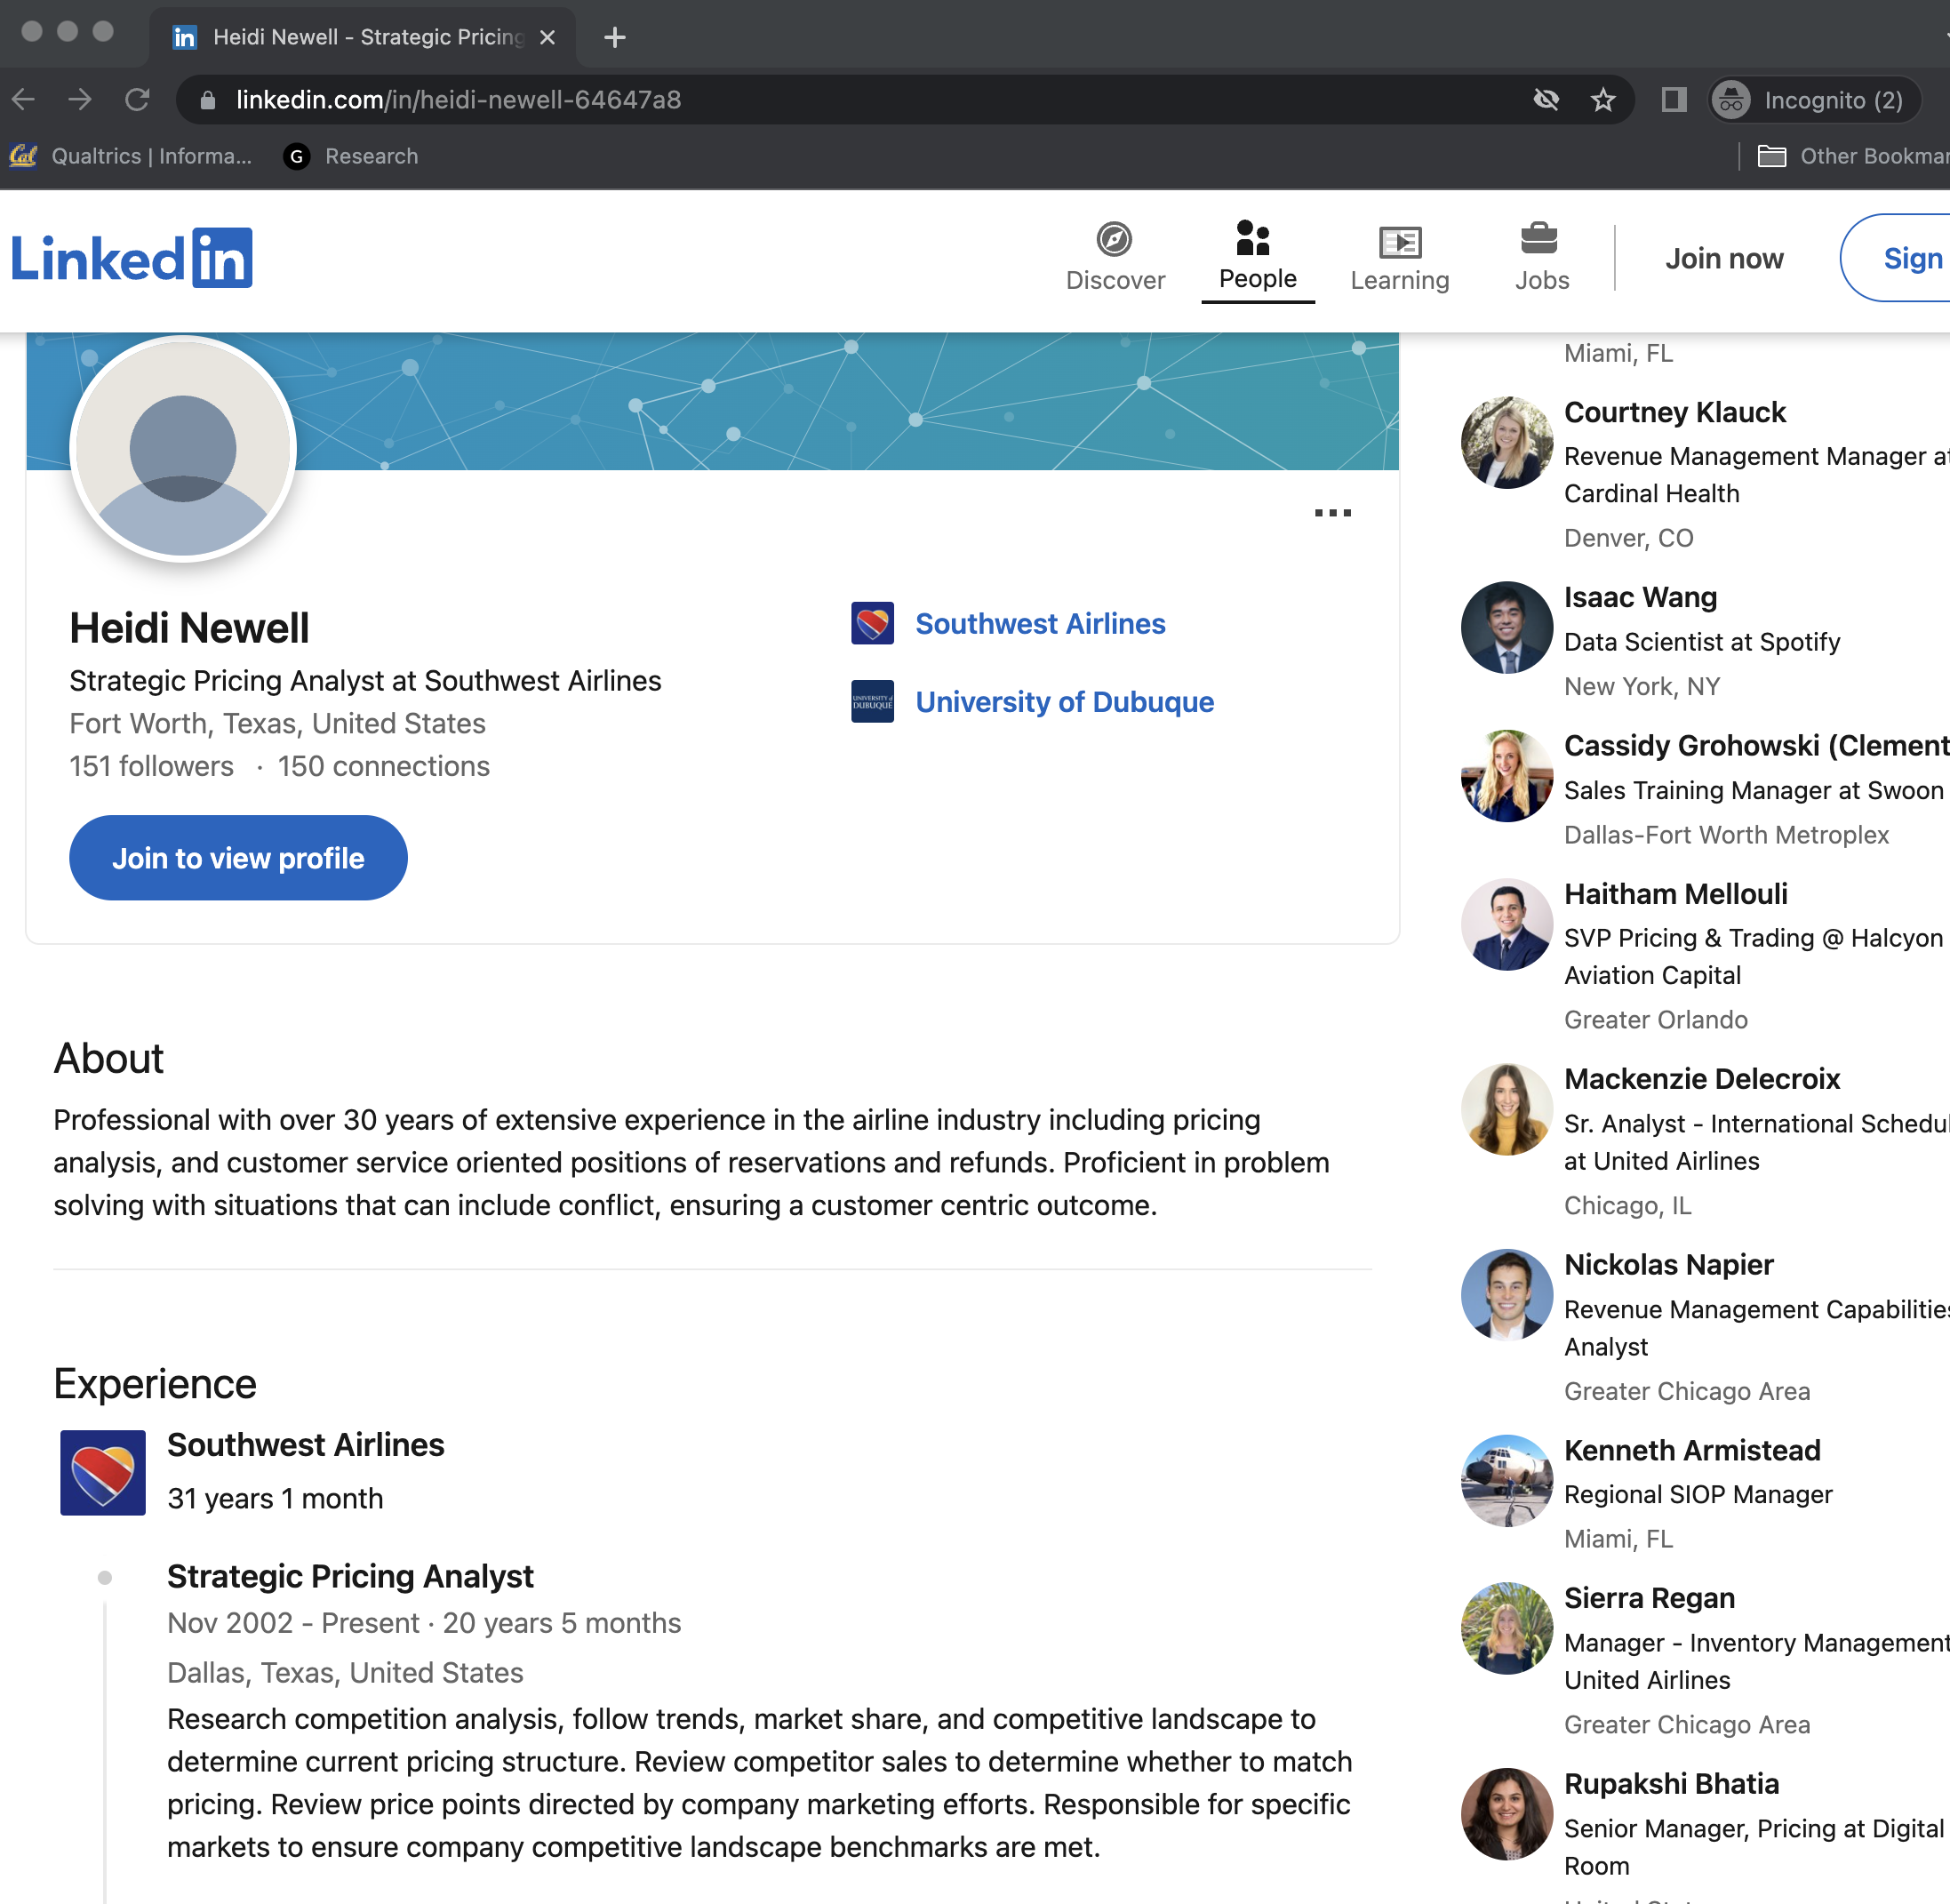 Heidi Newell - Strategic Pricing
linkedin.com/in/heidi-newell-64647a8
Incognito (2)
Cal
Qualtrics | Informa...
G
Research
Other Bookmar
Linkedin
Discover
People
Learning
Jobs
Join now
Sign
Heidi Newell
Strategic Pricing Analyst at Southwest Airlines
Fort Worth, Texas, United States
151 followers · 150 connections
Join to view profile
Southwest Airlines
UNIVERSITY of
DUBUQUE
University of Dubuque
About
Professional with over 30 years of extensive experience in the airline industry including pricing
analysis, and customer service oriented positions of reservations and refunds. Proficient in problem
solving with situations that can include conflict, ensuring a customer centric outcome.
Experience
Southwest Airlines
31 years 1 month
Strategic Pricing Analyst
Nov 2002 - Present · 20 years 5 months
Dallas, Texas, United States
Research competition analysis, follow trends, market share, and competitive landscape to
determine current pricing structure. Review competitor sales to determine whether to match
pricing. Review price points directed by company marketing efforts. Responsible for specific
markets to ensure company competitive landscape benchmarks are met.
Miami, FL
Courtney Klauck
Revenue Management Manager at
Cardinal Health
Denver, CO
Isaac Wang
Data Scientist at Spotify
New York, NY
Cassidy Grohowski (Clement
Sales Training Manager at Swoon
Dallas-Fort Worth Metroplex
Haitham Mellouli
SVP Pricing & Trading @ Halcyon
Aviation Capital
Greater Orlando
Mackenzie Delecroix
Sr. Analyst - International Schedul
at United Airlines
Chicago, IL
Nickolas Napier
Revenue Management Capabilities
Analyst
Greater Chicago Area
Kenneth Armistead
Regional SIOP Manager
Miami, FL
Sierra Regan
Manager - Inventory Management
United Airlines
Greater Chicago Area
Rupakshi Bhatia
Senior Manager, Pricing at Digital
Room